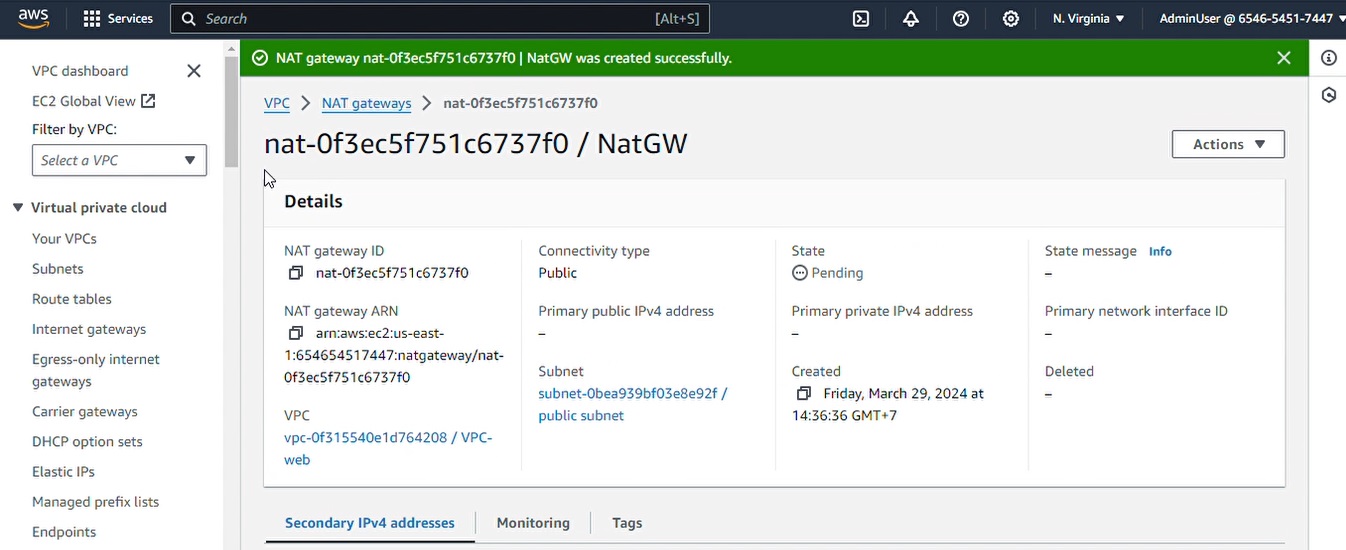 aws
Services
Search
[Alt+S]
N. Virginia
AdminUser @ 6546-5451-7447
VPC dashboard
EC2 Global View
Filter by VPC:
Select a VPC
Virtual private cloud
Your VPCs
Subnets
Route tables
Internet gateways
Egress-only internet
gateways
Carrier gateways
DHCP option sets
Elastic IPs
Managed prefix lists
Endpoints
NAT gateway nat-0f3ec5f751c6737f0 | NatGW was created successfully.
VPC
NAT gateways
nat-0f3ec5f751c6737f0
nat-0f3ec5f751c6737f0 / NatGW
Actions
Details
NAT gateway ID
nat-0f3ec5f751c6737f0
NAT gateway ARN
arn:aws:ec2:us-east-
1:654654517447:natgateway/nat-
0f3ec5f751c6737f0
VPC
vpc-0f315540e1d764208 / VPC-
web
Connectivity type
Public
Primary public IPv4 address
–
Subnet
subnet-0bea939bf03e8e92f /
public subnet
State
Pending
Primary private IPv4 address
–
Created
Friday, March 29, 2024 at
14:36:36 GMT+7
State message Info
–
Primary network interface ID
–
Deleted
–
Secondary IPv4 addresses
Monitoring
Tags